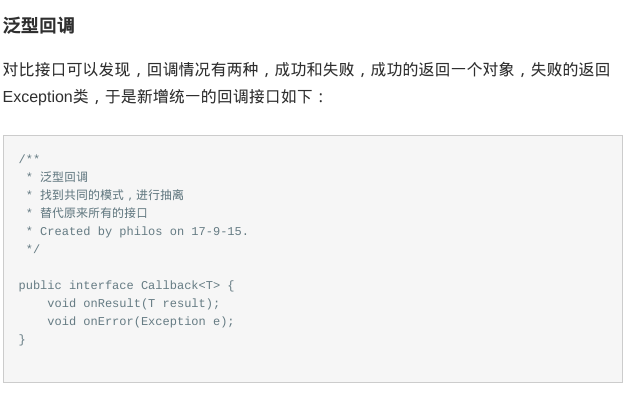 泛型回调
对比接口可以发现，回调情况有两种，成功和失败，成功的返回一个对象，失败的返回
Exception类，于是新增统一的回调接口如下：
/**
 * 泛型回调
 * 找到共同的模式，进行抽离
 * 替代原来所有的接口
 * Created by philos on 17-9-15.
 */
public interface Callback<T> {
    void onResult(T result);
    void onError(Exception e);
}